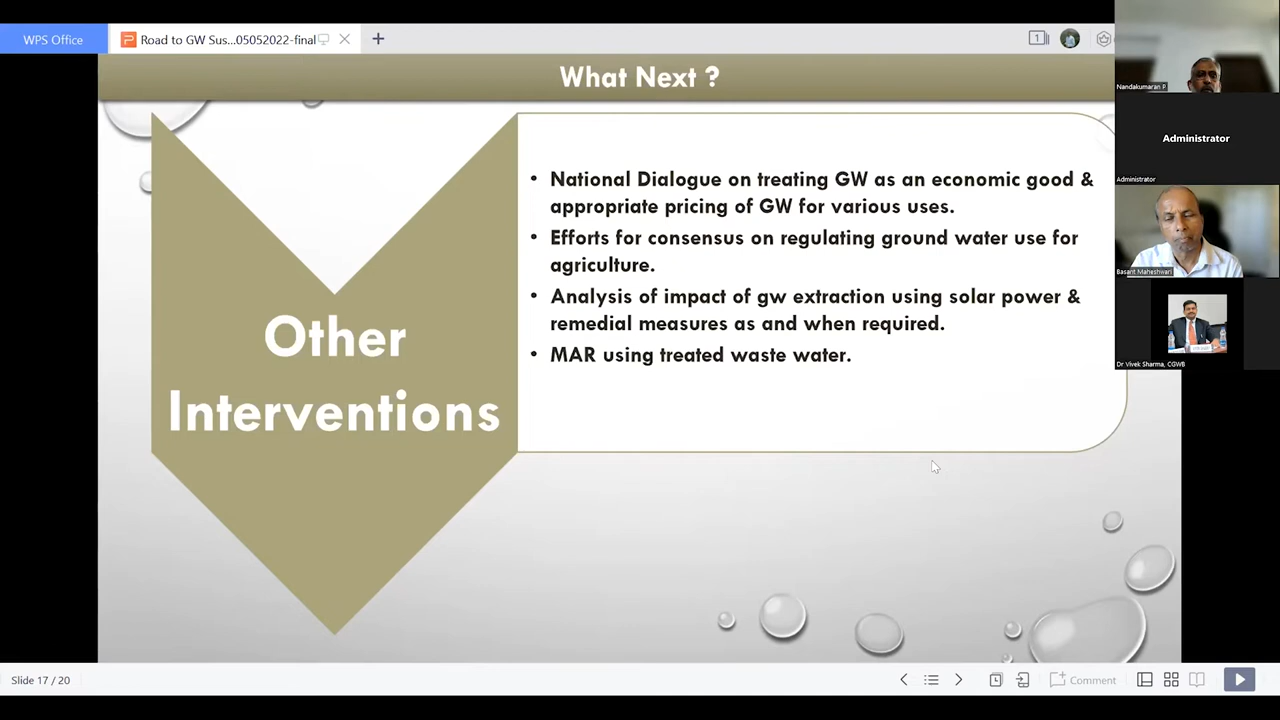 WPS Office
Road to GW Sus...05052022-final
1
What Next ?
Other
Interventions
• National Dialogue on treating GW as an economic good &
appropriate pricing of GW for various uses.
• Efforts for consensus on regulating ground water use for
agriculture.
• Analysis of impact of gw extraction using solar power &
remedial measures as and when required.
• MAR using treated waste water.
Nandakumaran P
Administrator
Administrator
Basant Maheshwari
Dr Vivek Sharma, CGWB
Slide 17 / 20
Comment